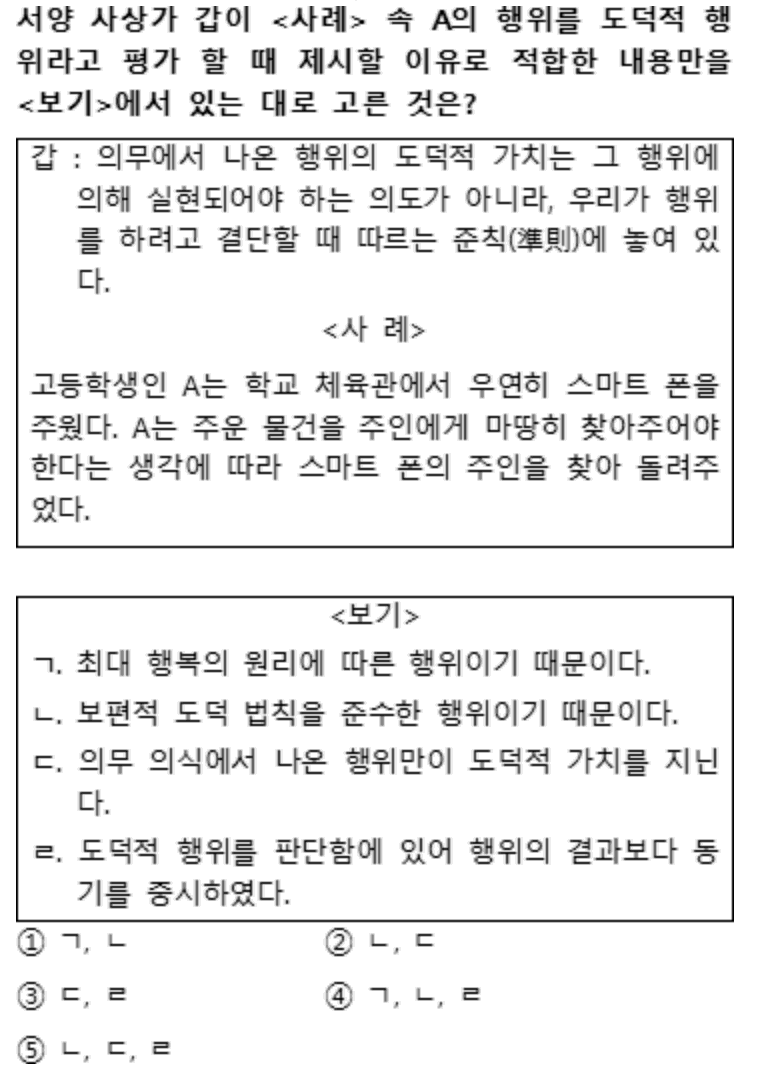 서양 사상가 갑이 <사례> 속 A의 행위를 도덕적 행
위라고 평가 할 때 제시할 이유로 적합한 내용만을
<보기>에서 있는 대로 고른 것은?
갑 : 의무에서 나온 행위의 도덕적 가치는 그 행위에
의해 실현되어야 하는 의도가 아니라, 우리가 행위
를 하려고 결단할 때 따르는 준칙(準則)에 놓여 있
다.
<사 례>
고등학생인 A는 학교 체육관에서 우연히 스마트 폰을
주웠다. A는 주운 물건을 주인에게 마땅히 찾아주어야
한다는 생각에 따라 스마트 폰의 주인을 찾아 돌려주
었다.
<보기>
ㄱ. 최대 행복의 원리에 따른 행위이기 때문이다.
ㄴ. 보편적 도덕 법칙을 준수한 행위이기 때문이다.
ㄷ. 의무 의식에서 나온 행위만이 도덕적 가치를 지닌
다.
ㄹ. 도덕적 행위를 판단함에 있어 행위의 결과보다 동
기를 중시하였다.
① ㄱ, ㄴ ② ㄴ, ㄷ
③ ㄷ, ㄹ ④ ㄱ, ㄴ, ㄹ
⑤ ㄴ, ㄷ, ㄹ